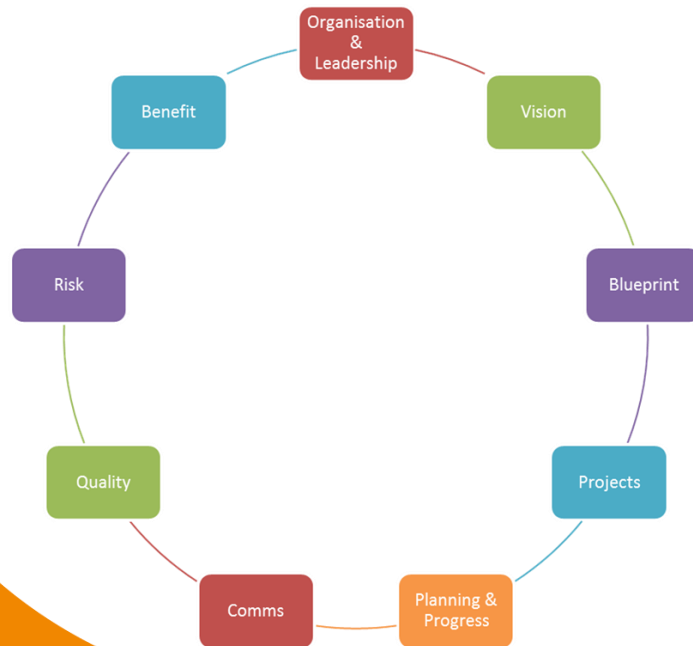 Organisation
&
Leadership
Vision
Blueprint
Projects
Planning &
Progress
Comms
Quality
Risk
Benefit